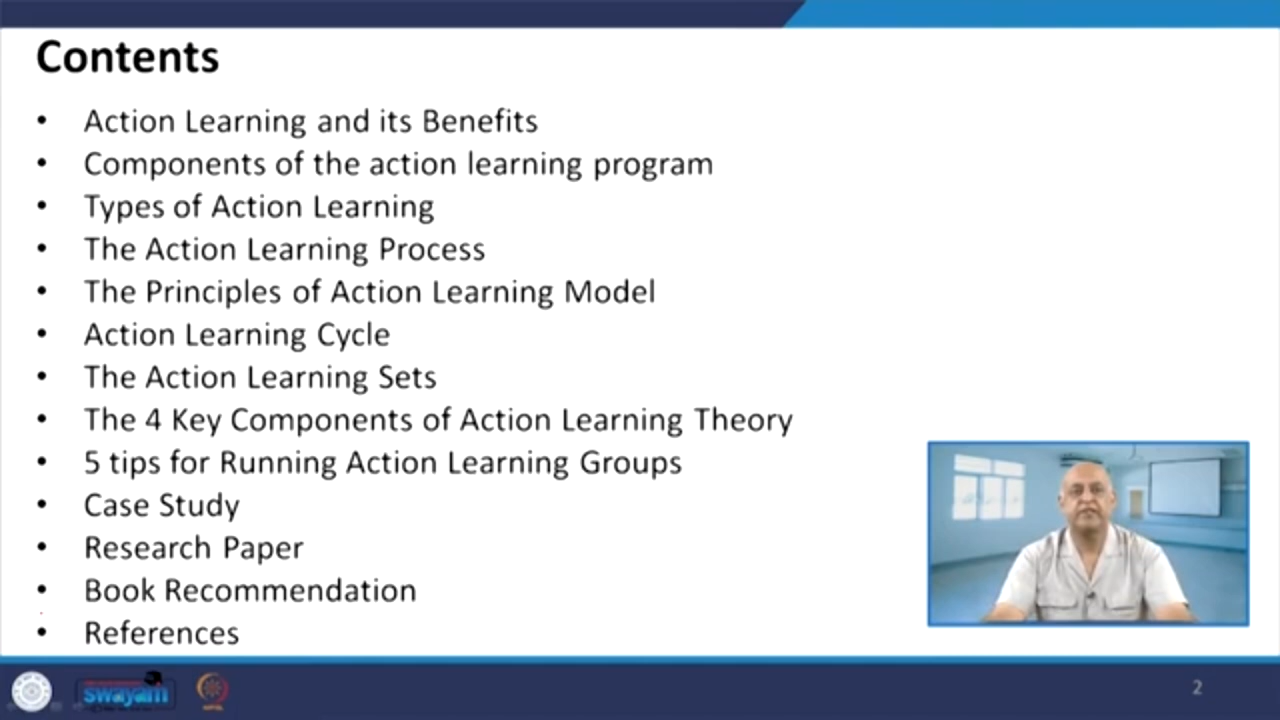 Contents
• Action Learning and its Benefits
• Components of the action learning program
• Types of Action Learning
• The Action Learning Process
• The Principles of Action Learning Model
• Action Learning Cycle
• The Action Learning Sets
• The 4 Key Components of Action Learning Theory
• 5 tips for Running Action Learning Groups
• Case Study
• Research Paper
• Book Recommendation
• References
swayam
2